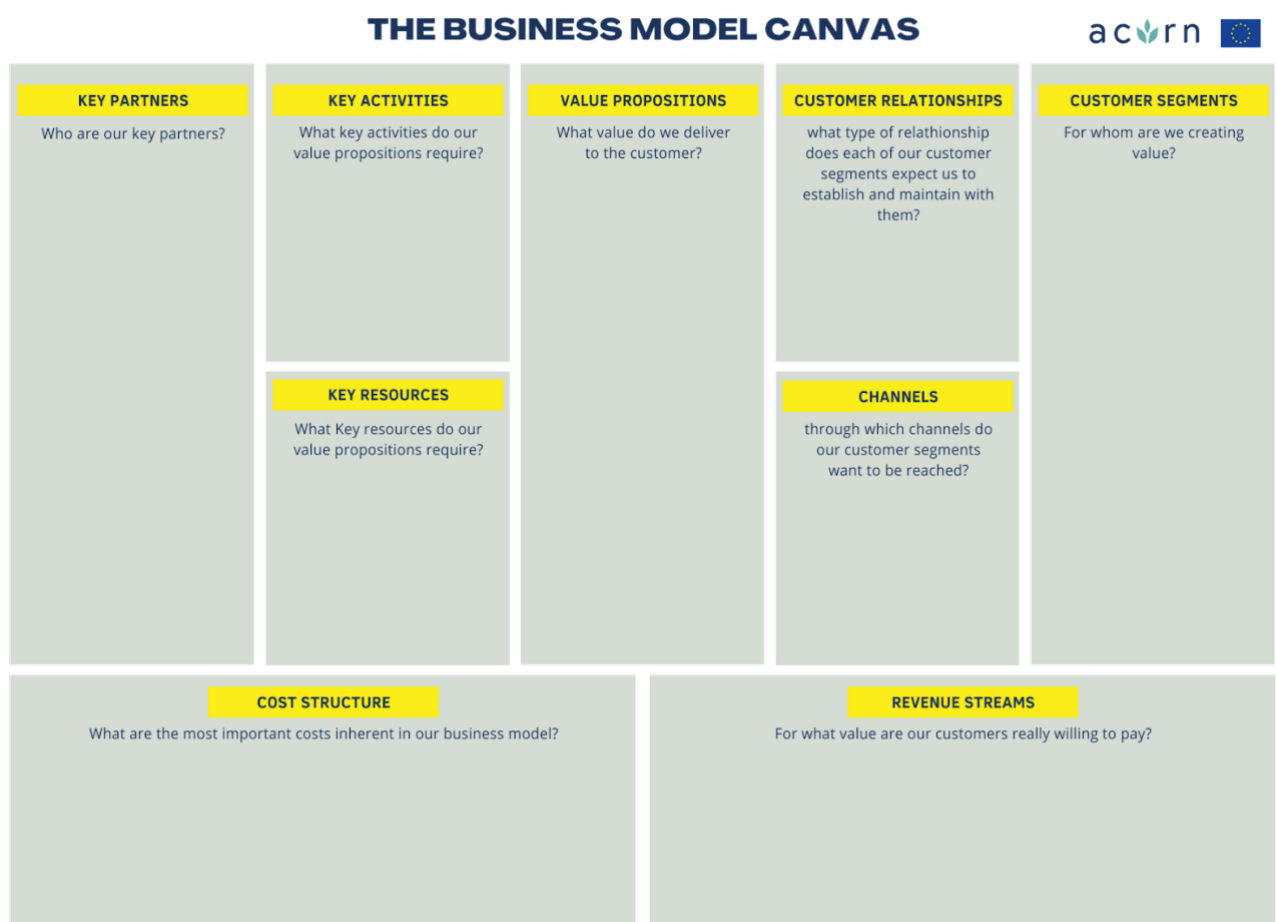 THE BUSINESS MODEL CANVAS
acorn
KEY PARTNERS
Who are our key partners?
KEY ACTIVITIES
What key activities do our
value propositions require?
KEY RESOURCES
What Key resources do our
value propositions require?
VALUE PROPOSITIONS
What value do we deliver
to the customer?
CUSTOMER RELATIONSHIPS
what type of relathionship
does each of our customer
segments expect us to
establish and maintain with
them?
CHANNELS
through which channels do
our customer segments
want to be reached?
CUSTOMER SEGMENTS
For whom are we creating
value?
COST STRUCTURE
What are the most important costs inherent in our business model?
REVENUE STREAMS
For what value are our customers really willing to pay?